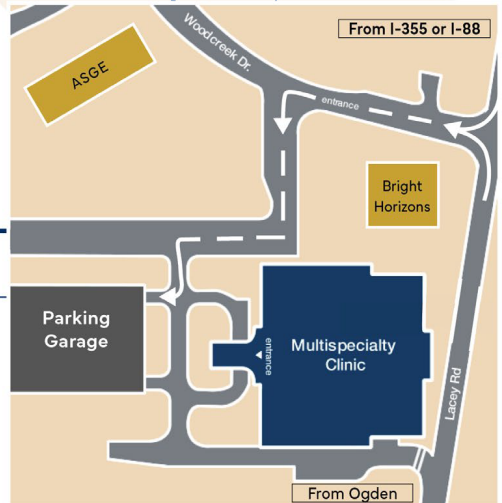 From I-355 or I-88
Woodcreek Dr.
ASGE
entrance
Bright
Horizons
Parking
Garage
entrance
Multispecialty
Clinic
Lacey Rd
From Ogden